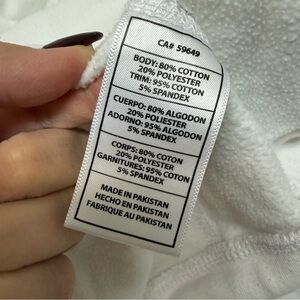 CA# 59649
BODY: 80% COTTON
20% POLYESTER
TRIM: 95% COTTON
5% SPANDEX
CUERPO: 80% ALGODON
20% POLIESTER
ADORNO: 95% ALGODON
5% SPANDEX
CORPS: 80% COTON
20% POLYESTER
GARNITURES: 95% COTON
5% SPANDEX
MADE IN PAKISTAN
HECHO EN PAKISTAN
FABRIQUE AU PAKISTAN